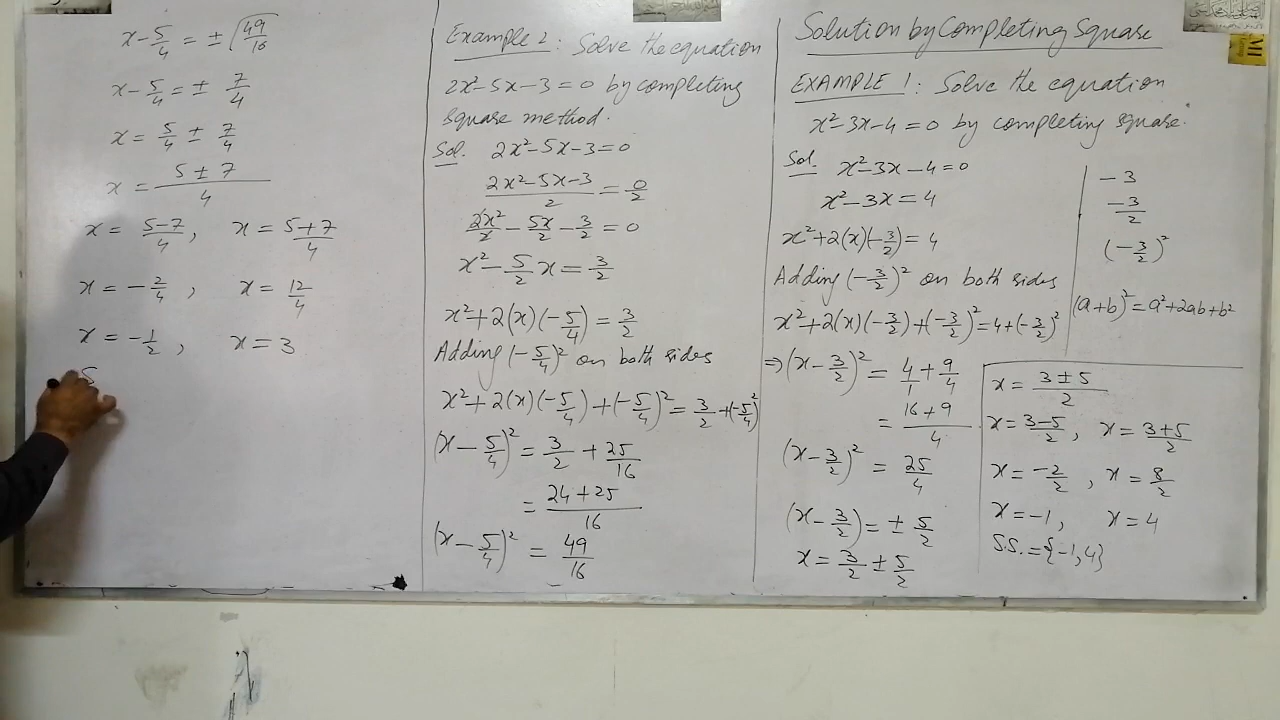 Solution by Completing Square
EXAMPLE 1: Solve the equation
x²-3x-4=0 by completing square.
Sol. x²-3x-4=0
x²-3x=4
x²+2(x)(-3/2)=4
Adding (-3/2)² on both sides
x²+2(x)(-3/2)+(-3/2)²=4+(-3/2)²
⇒(x-3/2)²=4/1+9/4
=16+9/4
(x-3/2)²=25/4
(x-3/2)=±5/2
x=3/2±5/2
-3
-3/2
(-3/2)²
(a+b)²=a²+2ab+b²
x=3±5/2
x=3-5/2, x=3+5/2
x=-2/2, x=8/2
x=-1, x=4
S.S.={-1,4}
Example 2: Solve the equation
2x²-5x-3=0 by completing
square method.
Sol. 2x²-5x-3=0
2x²-5x-3/2=0/2
2x²/2-5x/2-3/2=0
x²-5/2x=3/2
x²+2(x)(-5/4)=3/2
Adding (-5/4)² on both sides
x²+2(x)(-5/4)+(-5/4)²=3/2+(-5/4)²
(x-5/4)²=3/2+25/16
=24+25/16
(x-5/4)²=49/16
x-5/4=±√49/16
x-5/4=±7/4
x=5/4±7/4
x=5±7/4
x=5-7/4, x=5+7/4
x=-2/4, x=12/4
x=-1/2, x=3
S